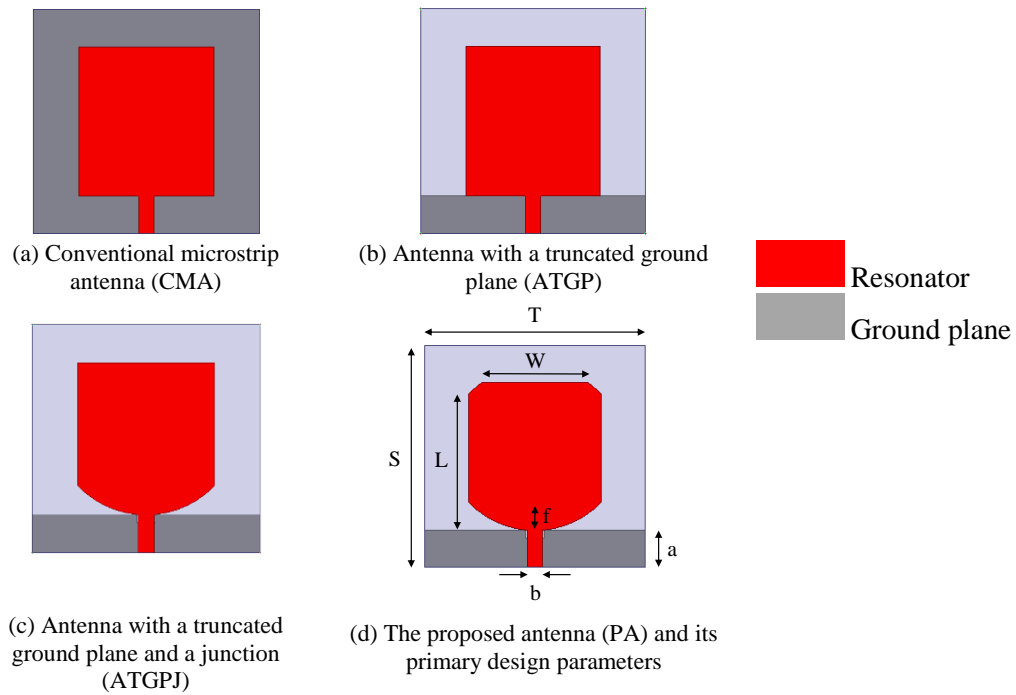 (a) Conventional microstrip
antenna (CMA)
(b) Antenna with a truncated ground
plane (ATGP)
Resonator
Ground plane
T
W
S
L
f
a
b
(c) Antenna with a truncated
ground plane and a junction
(ATGPJ)
(d) The proposed antenna (PA) and its
primary design parameters